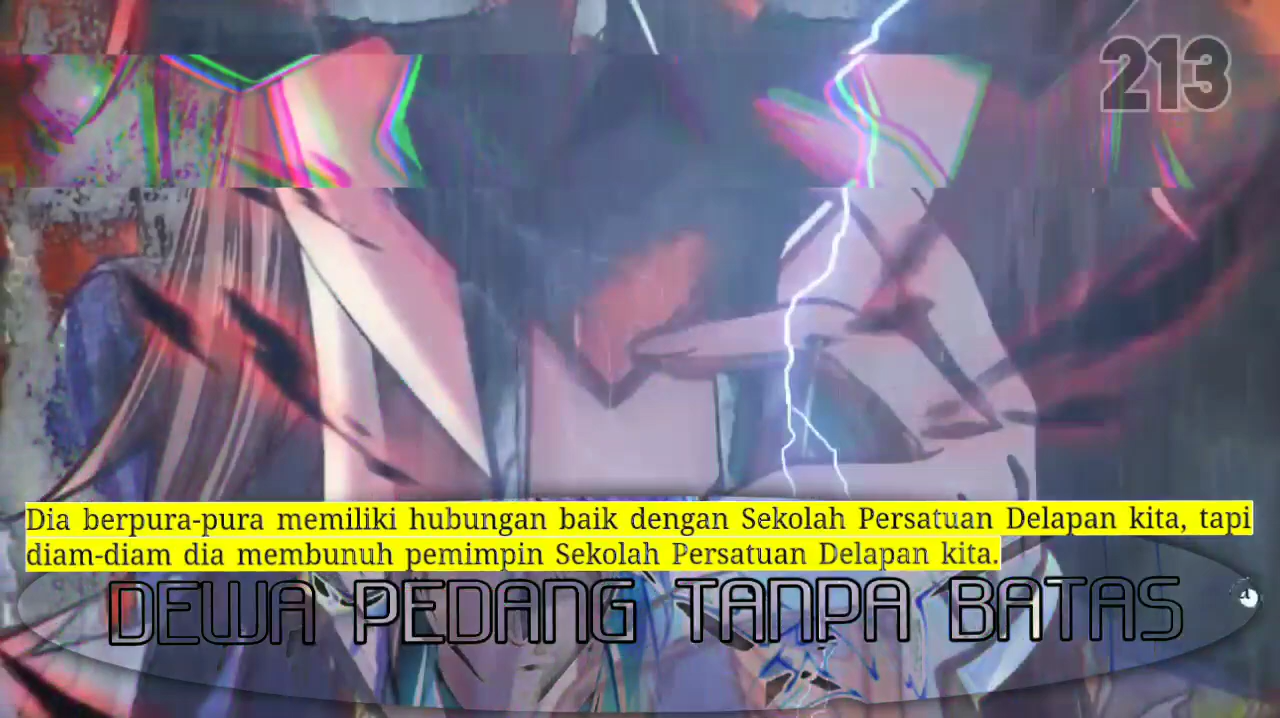 213
Dia berpura-pura memiliki hubungan baik dengan Sekolah Persatuan Delapan kita, tapi
diam-diam dia membunuh pemimpin Sekolah Persatuan Delapan kita.
DEWA PEDANG TANPA BATAS